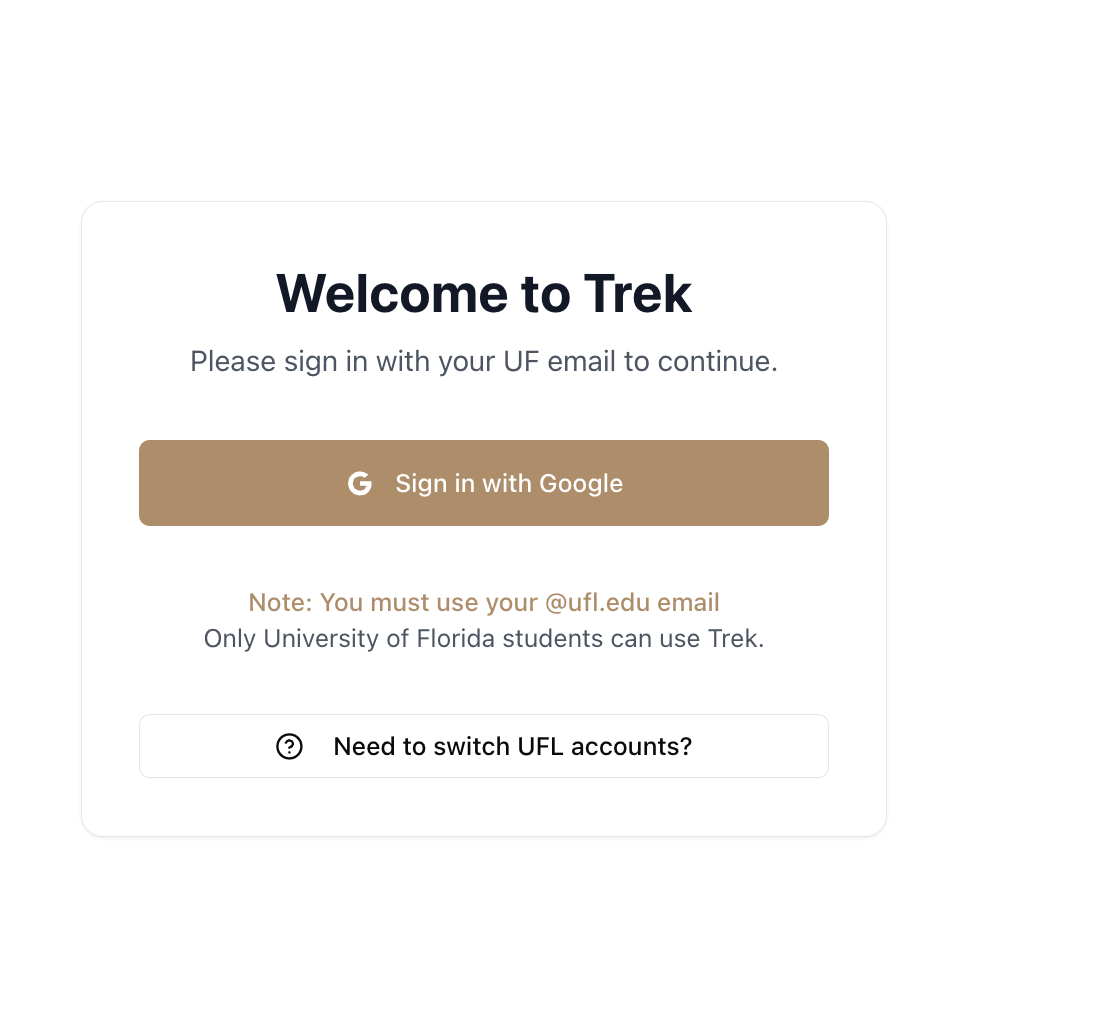 Welcome to Trek
Please sign in with your UF email to continue.
Sign in with Google
Note: You must use your @ufl.edu email
Only University of Florida students can use Trek.
Need to switch UFL accounts?